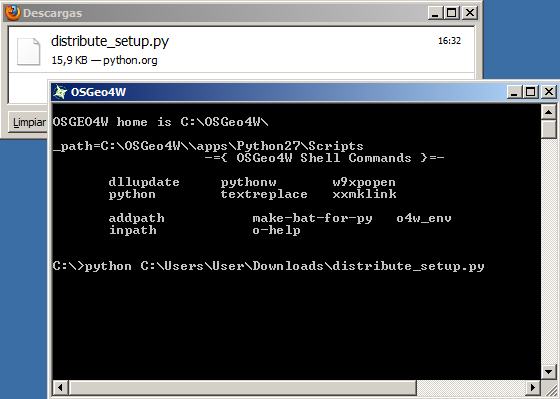 Descargas
distribute_setup.py
16:32
15,9 KB — python.org
Limpiar
OSGeo4W
OSGEO4W home is C:\OSGeo4W\
_path=C:\OSGeo4W\\apps\Python27\Scripts
-={ OSGeo4W Shell Commands }=-
dllupdate pythonw w9xpopen
python textreplace xxmklink
addpath make-bat-for-py o4w_env
inpath o-help
C:\>python C:\Users\User\Downloads\distribute_setup.py